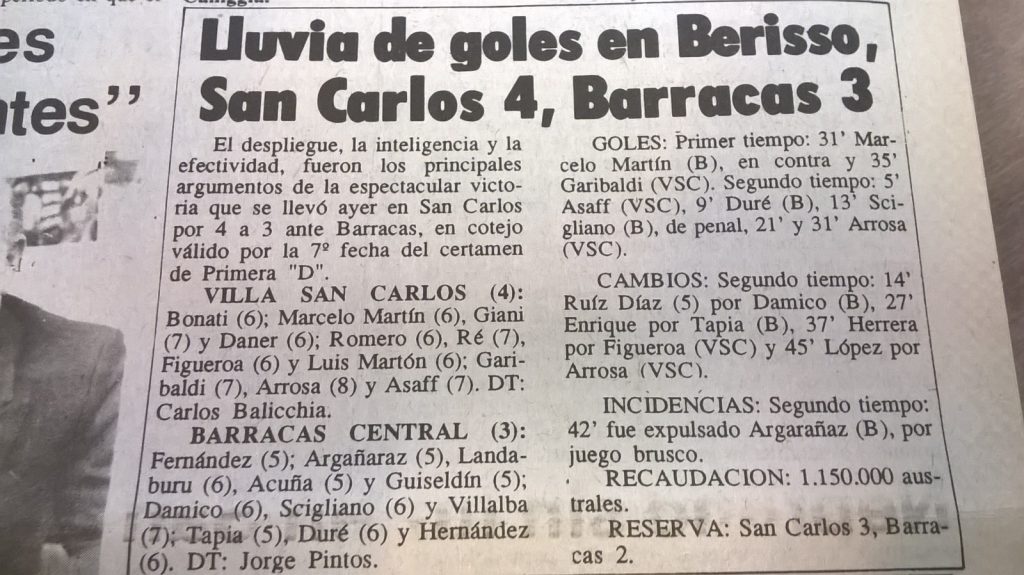 Caniggia.
es
ntes"
Lluvia de goles en Berisso,
San Carlos 4, Barracas 3
El despliegue, la inteligencia y la
efectividad, fueron los principales
argumentos de la espectacular victo-
ria que se llevó ayer en San Carlos
por 4 a 3 ante Barracas, en cotejo
válido por la 7º fecha del certamen
de Primera "D".
VILLA SAN CARLOS (4):
Bonati (6); Marcelo Martín (6), Giani
(7) y Daner (6); Romero (6), Ré (7),
Figueroa (6) y Luis Martón (6); Gari-
baldi (7), Arrosa (8) y Asaff (7). DT:
Carlos Balicchia.
BARRACAS CENTRAL (3):
Fernández (5); Argañaraz (5), Landa-
buru (6), Acuña (5) y Guiseldín (5);
Damico (6), Scigliano (6) y Villalba
(7); Tapia (5), Duré (6) y Hernández
(6). DT: Jorge Pintos.
GOLES: Primer tiempo: 31' Mar-
celo Martín (B), en contra y 35'
Garibaldi (VSC). Segundo tiempo: 5'
Asaff (VSC), 9' Duré (B), 13' Sci-
gliano (B), de penal, 21' y 31' Arrosa
(VSC).
CAMBIOS: Segundo tiempo: 14'
Ruíz Díaz (5) por Damico (B), 27'
Enrique por Tapia (B), 37' Herrera
por Figueroa (VSC) y 45' López por
Arrosa (VSC).
INCIDENCIAS: Segundo tiempo:
42' fue expulsado Argarañaz (B), por
juego brusco.
RECAUDACION: 1.150.000 aus-
trales.
RESERVA: San Carlos 3, Barra-
cas 2.